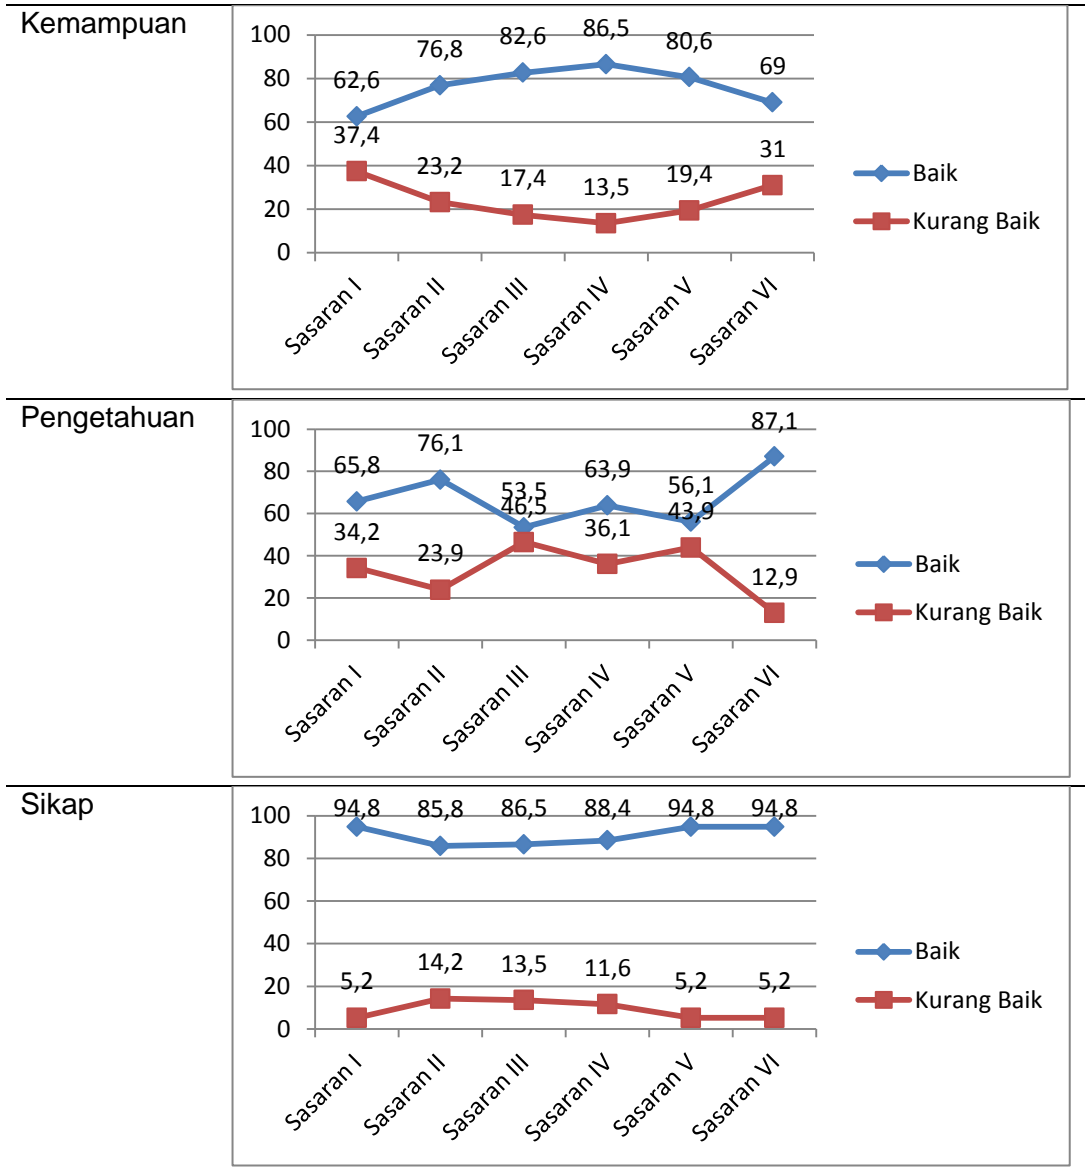 Kemampuan
100
80
60
40
20
0
62,6
76,8
82,6
86,5
80,6
69
37,4
23,2
17,4
13,5
19,4
31
Sasaran I
Sasaran II
Sasaran III
Sasaran IV
Sasaran V
Sasaran VI
Baik
Kurang Baik
Pengetahuan
100
80
60
40
20
0
65,8
76,1
53,5
63,9
56,1
87,1
34,2
23,9
46,5
36,1
43,9
12,9
Sasaran I
Sasaran II
Sasaran III
Sasaran IV
Sasaran V
Sasaran VI
Baik
Kurang Baik
Sikap
100
80
60
40
20
0
94,8
85,8
86,5
88,4
94,8
94,8
5,2
14,2
13,5
11,6
5,2
5,2
Sasaran I
Sasaran II
Sasaran III
Sasaran IV
Sasaran V
Sasaran VI
Baik
Kurang Baik